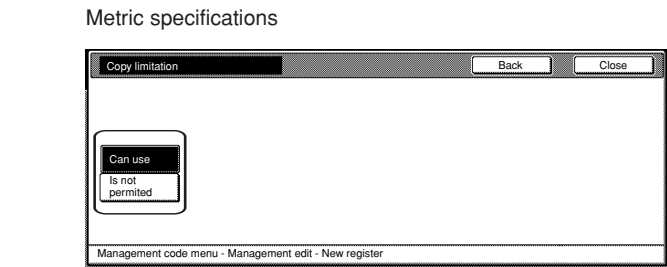 Metric specifications
Copy limitation
Back
Close
Can use
Is not
permited
Management code menu - Management edit - New register